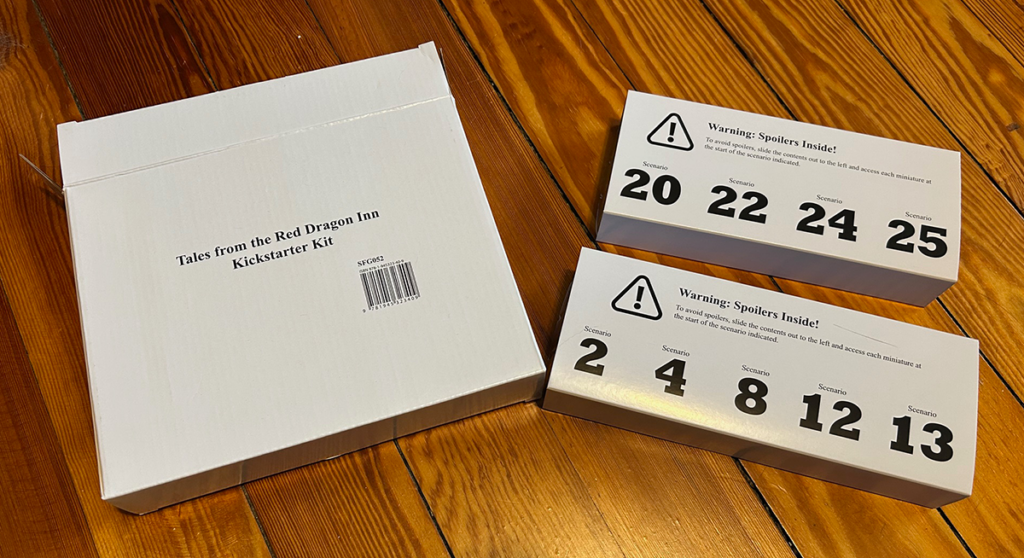 Tales from the Red Dragon Inn
Kickstarter Kit
SFG052
Warning: Spoilers Inside!
To avoid spoilers, slide the contents out to the left and access each miniature at
the start of the scenario indicated.
Scenario
20
Scenario
22
Scenario
24
Scenario
25
Warning: Spoilers Inside!
To avoid spoilers, slide the contents out to the left and access each miniature at
the start of the scenario indicated.
Scenario
2
Scenario
4
Scenario
8
Scenario
12
Scenario
13